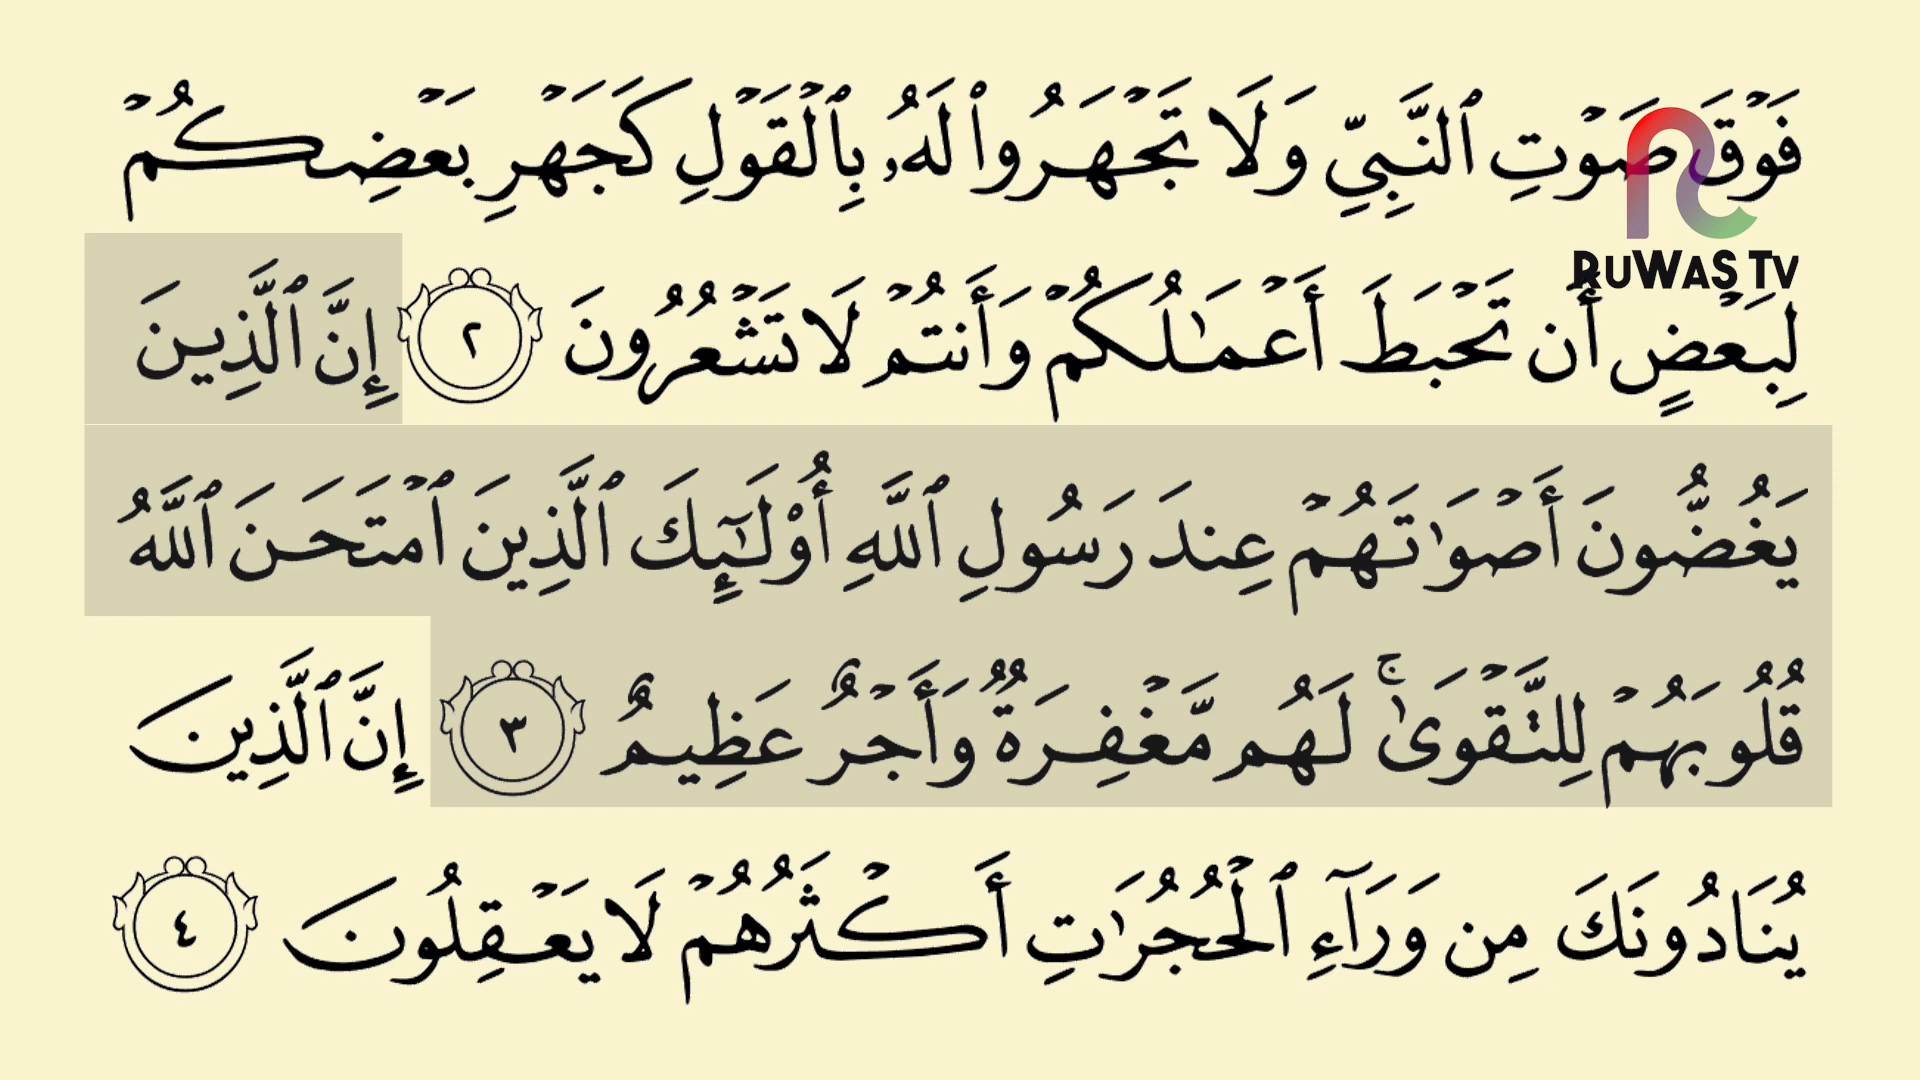 فَوۡقَ صَوۡتِ ٱلنَّبِيِّ وَلَا تَجۡهَرُواْ لَهُۥ بِٱلۡقَوۡلِ كَجَهۡرِ بَعۡضِكُمۡ
لِبَعۡضٍ أَن تَحۡبَطَ أَعۡمَٰلُكُمۡ وَأَنتُمۡ لَا تَشۡعُرُونَ ٢ إِنَّ ٱلَّذِينَ
يَغُضُّونَ أَصۡوَٰتَهُمۡ عِندَ رَسُولِ ٱللَّهِ أُوْلَٰٓئِكَ ٱلَّذِينَ ٱمۡتَحَنَ ٱللَّهُ
قُلُوبَهُمۡ لِلتَّقۡوَىٰۚ لَهُم مَّغۡفِرَةٞ وَأَجۡرٌ عَظِيمٌ ٣ إِنَّ ٱلَّذِينَ
يُنَادُونَكَ مِن وَرَآءِ ٱلۡحُجُرَٰتِ أَكۡثَرُهُمۡ لَا يَعۡقِلُونَ ٤
RUWAS TV